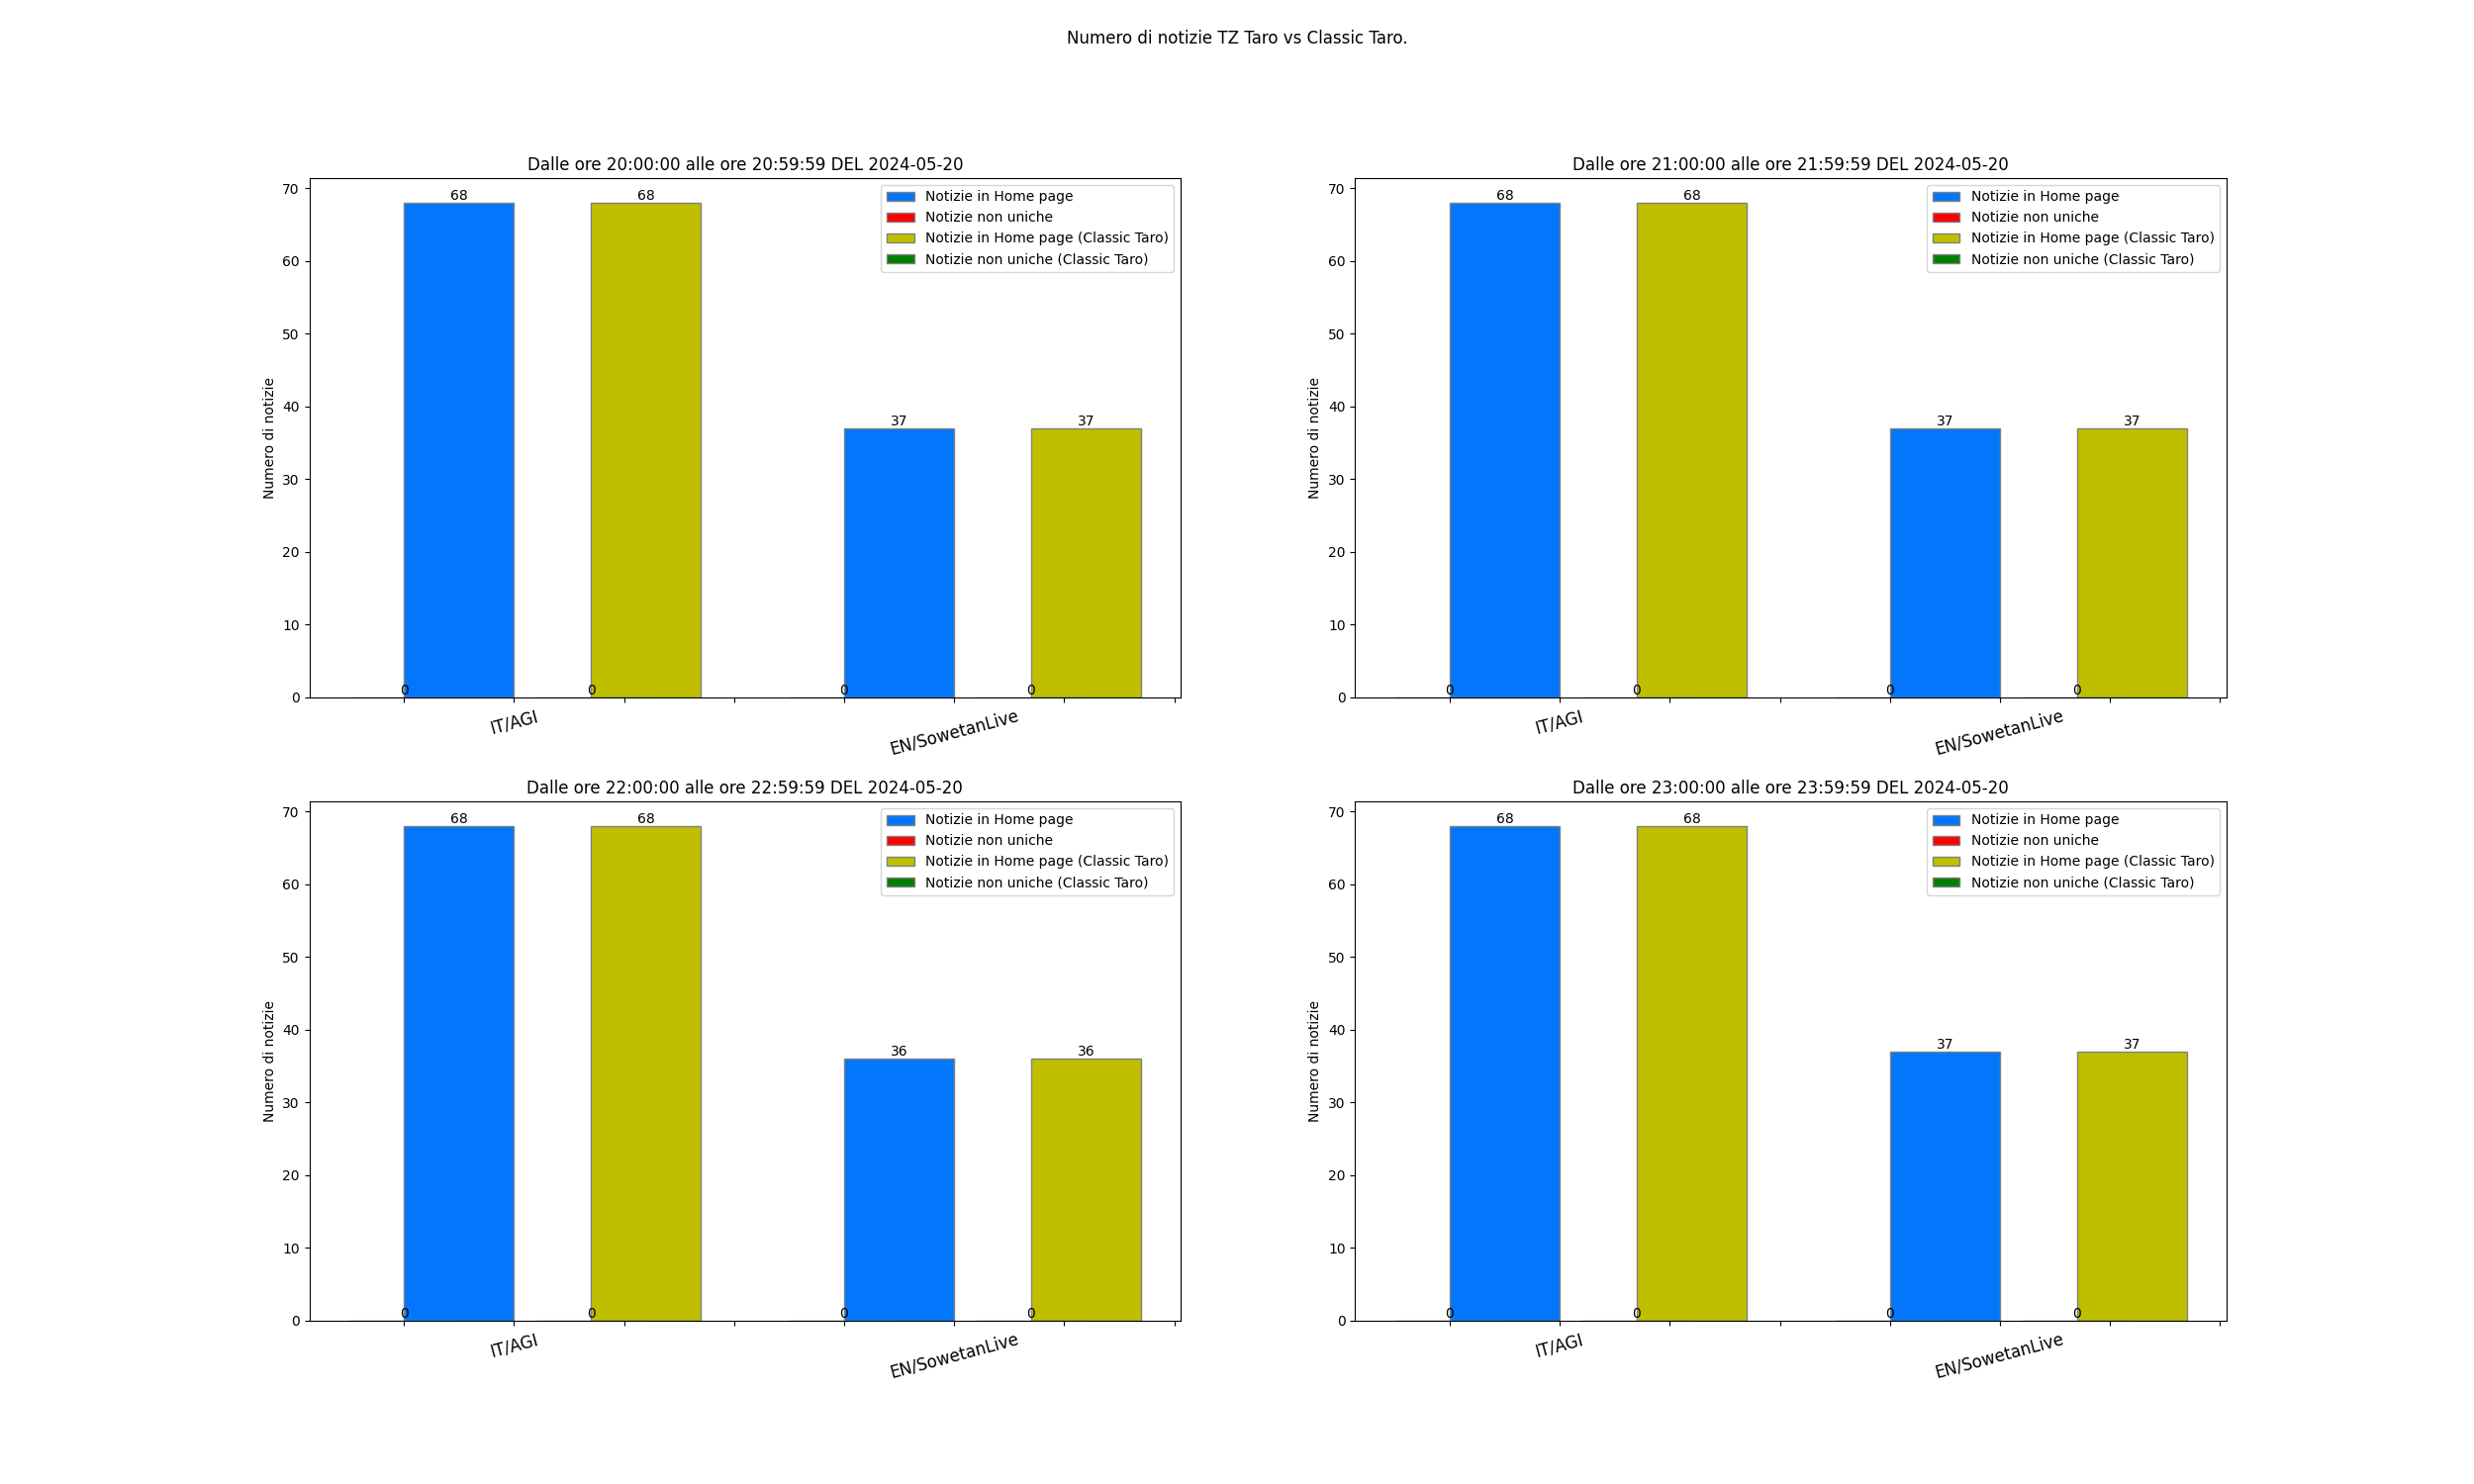 Numero di notizie TZ Taro vs Classic Taro.
Dalle ore 20:00:00 alle ore 20:59:59 DEL 2024-05-20
Numero di notizie
70
60
50
40
30
20
10
0
68
68
37
37
0
0
0
0
Notizie in Home page
Notizie non uniche
Notizie in Home page (Classic Taro)
Notizie non uniche (Classic Taro)
IT/AGI
EN/SowetanLive
Dalle ore 21:00:00 alle ore 21:59:59 DEL 2024-05-20
Numero di notizie
70
60
50
40
30
20
10
0
68
68
37
37
0
0
0
0
Notizie in Home page
Notizie non uniche
Notizie in Home page (Classic Taro)
Notizie non uniche (Classic Taro)
IT/AGI
EN/SowetanLive
Dalle ore 22:00:00 alle ore 22:59:59 DEL 2024-05-20
Numero di notizie
70
60
50
40
30
20
10
0
68
68
36
36
0
0
0
0
Notizie in Home page
Notizie non uniche
Notizie in Home page (Classic Taro)
Notizie non uniche (Classic Taro)
IT/AGI
EN/SowetanLive
Dalle ore 23:00:00 alle ore 23:59:59 DEL 2024-05-20
Numero di notizie
70
60
50
40
30
20
10
0
68
68
37
37
0
0
0
0
Notizie in Home page
Notizie non uniche
Notizie in Home page (Classic Taro)
Notizie non uniche (Classic Taro)
IT/AGI
EN/SowetanLive